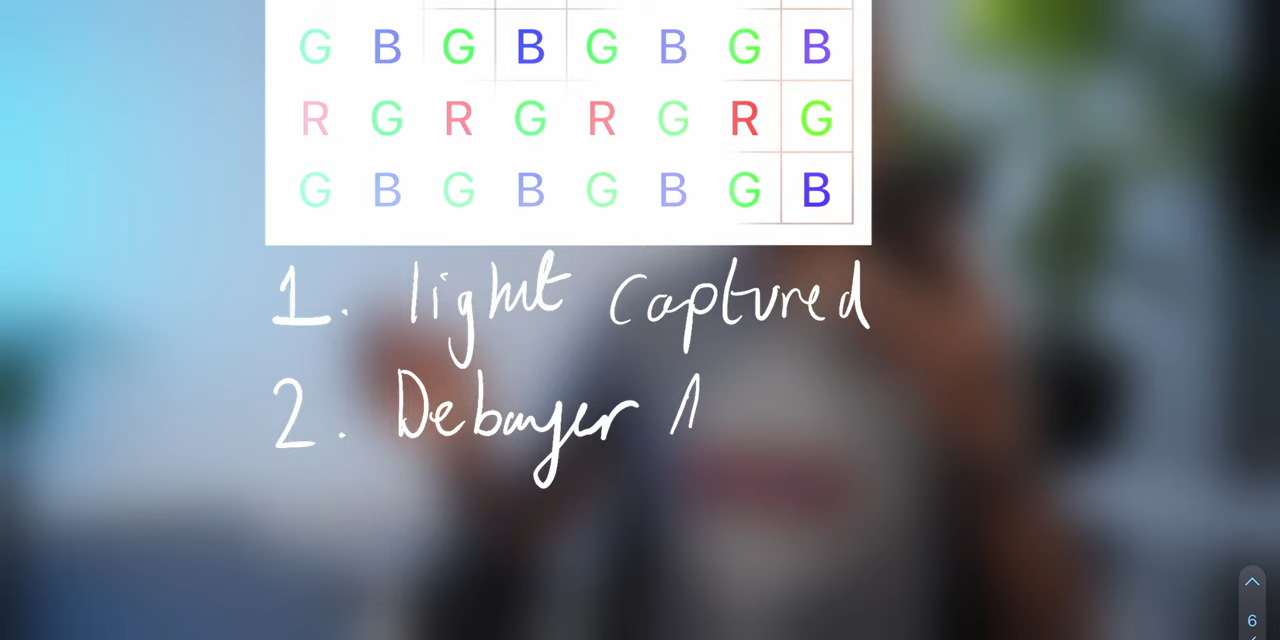 G B G B G B G B
R G R G R G R G
G B G B G B G B
1. light captured
2. Debayer
6